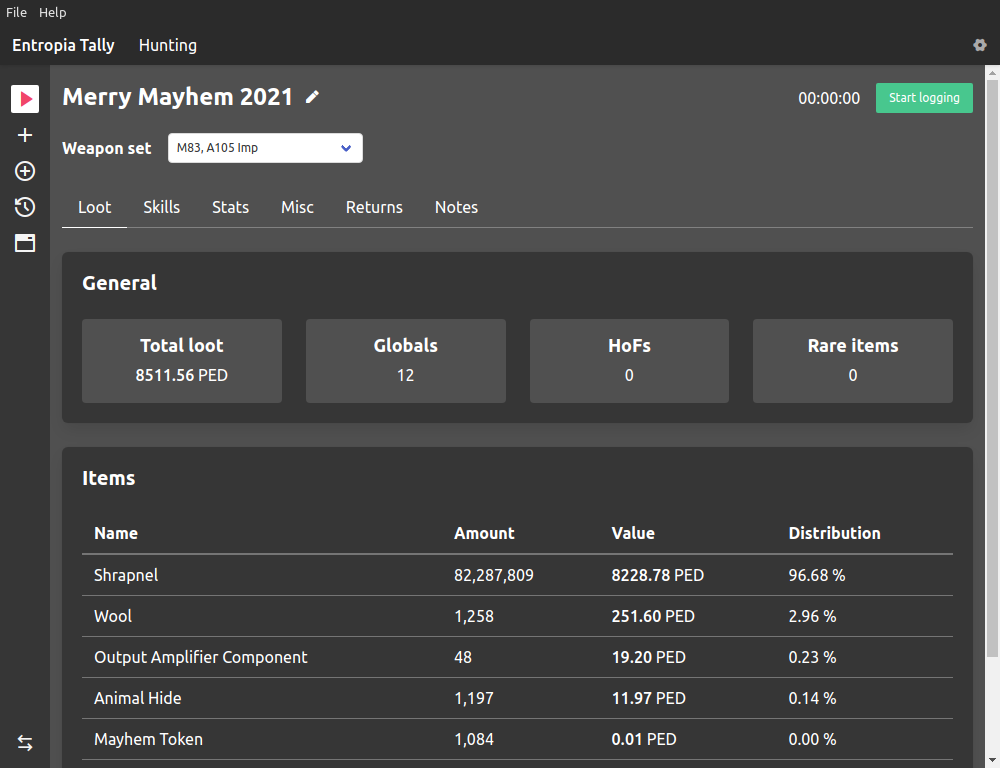 File Help
Entropia Tally Hunting
Merry Mayhem 2021 00:00:00 Start logging
Weapon set M83, A105 Imp
Loot Skills Stats Misc Returns Notes
General
Total loot Globals HoFs Rare items
8511.56 PED 12 0 0
Items
Name Amount Value Distribution
Shrapnel 82,287,809 8228.78 PED 96.68 %
Wool 1,258 251.60 PED 2.96 %
Output Amplifier Component 48 19.20 PED 0.23 %
Animal Hide 1,197 11.97 PED 0.14 %
Mayhem Token 1,084 0.01 PED 0.00 %